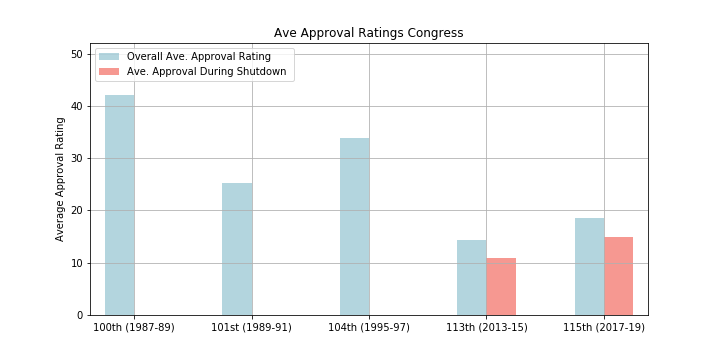 Ave Approval Ratings Congress
Overall Ave. Approval Rating
Ave. Approval During Shutdown
Average Approval Rating
50
40
30
20
10
0
100th (1987-89)
101st (1989-91)
104th (1995-97)
113th (2013-15)
115th (2017-19)